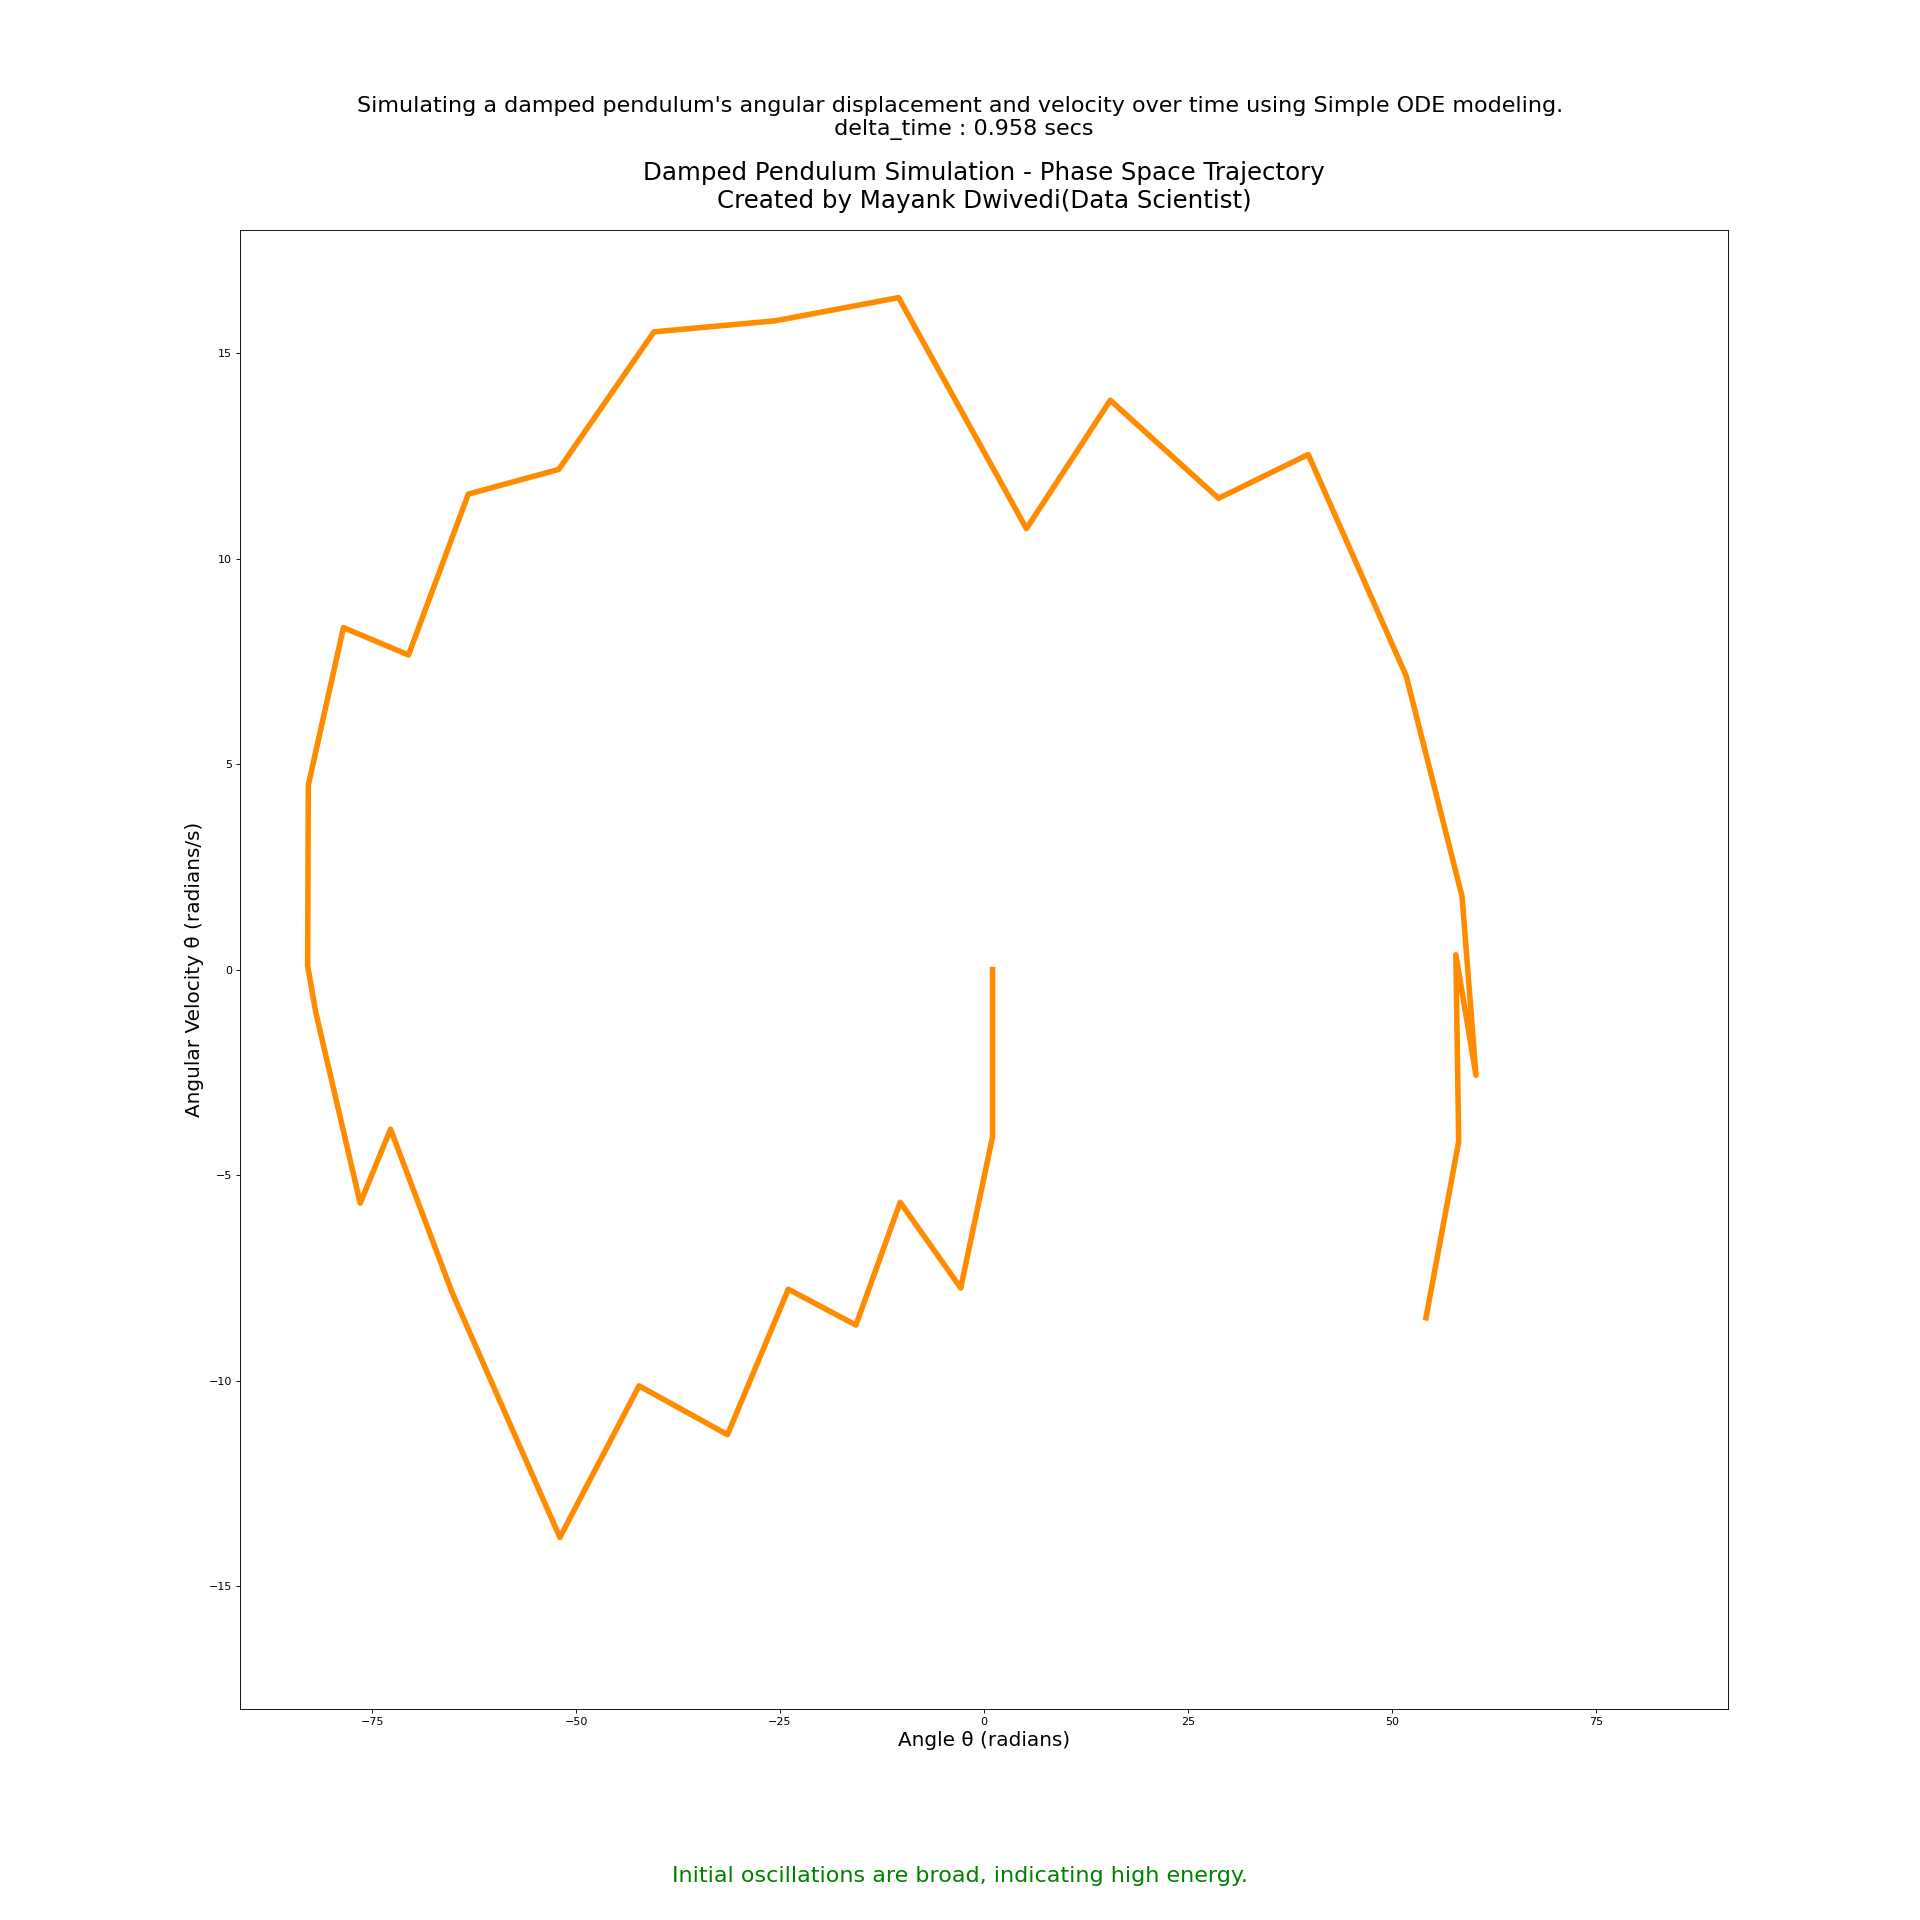 Simulating a damped pendulum's angular displacement and velocity over time using Simple ODE modeling.
delta_time : 0.958 secs
Damped Pendulum Simulation - Phase Space Trajectory
Created by Mayank Dwivedi(Data Scientist)
15
10
5
0
−5
−10
−15
Angular Velocity θ (radians/s)
−75
−50
−25
0
25
50
75
Angle θ (radians)
Initial oscillations are broad, indicating high energy.